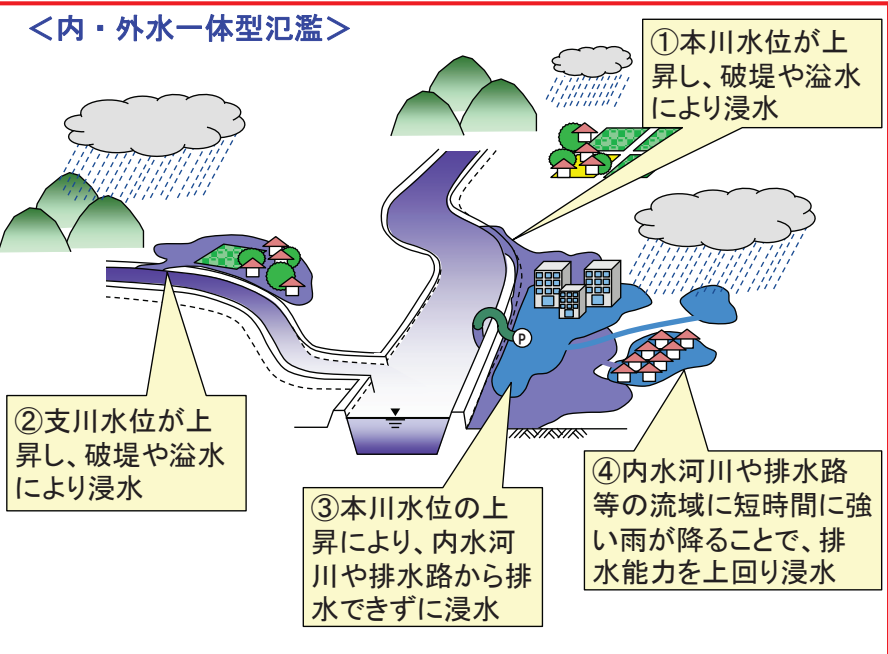 ＜内・外水一体型氾濫＞
①本川水位が上
昇し、破堤や溢水
により浸水
P
②支川水位が上
昇し、破堤や溢水
により浸水
③本川水位の上
昇により、内水河
川や排水路から排
水できずに浸水
④内水河川や排水路
等の流域に短時間に強
い雨が降ることで、排
水能力を上回り浸水